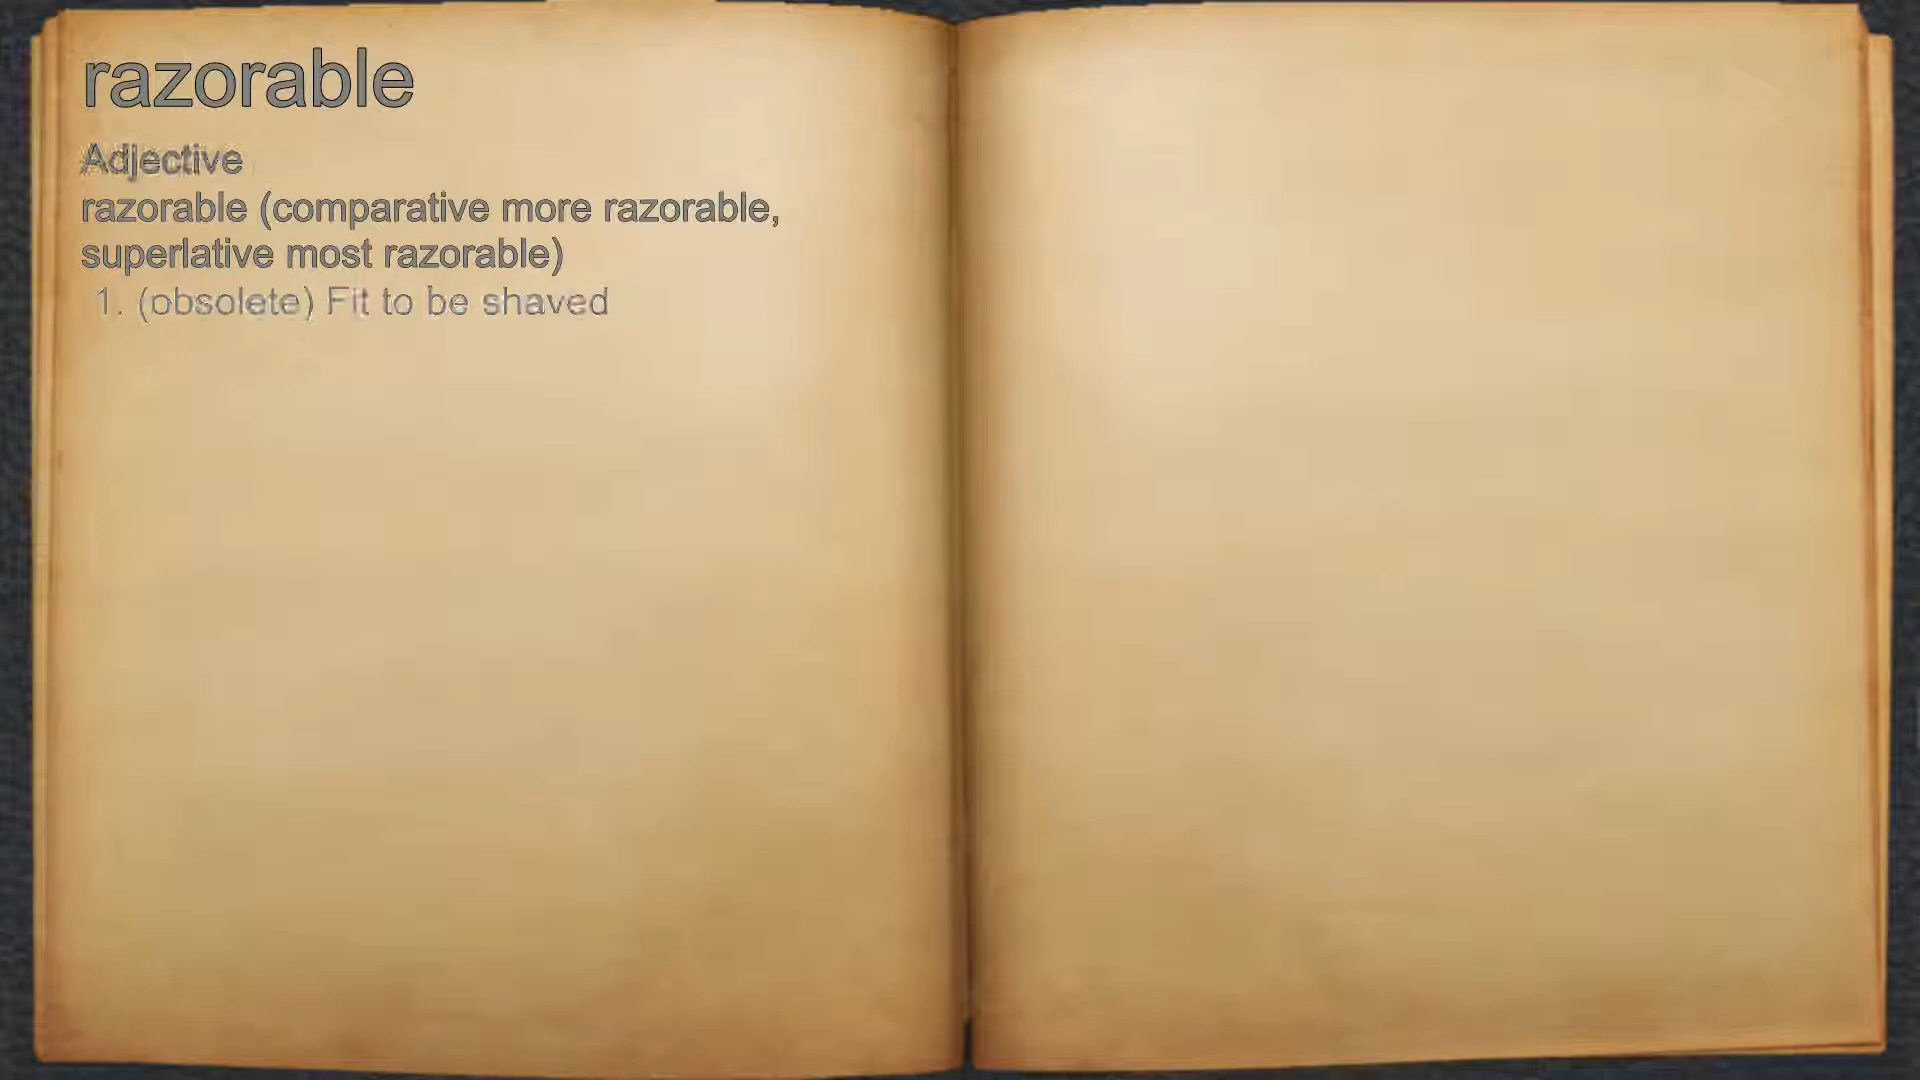 razorable
Adjective
razorable (comparative more razorable,
superlative most razorable)
1. (obsolete) Fit to be shaved